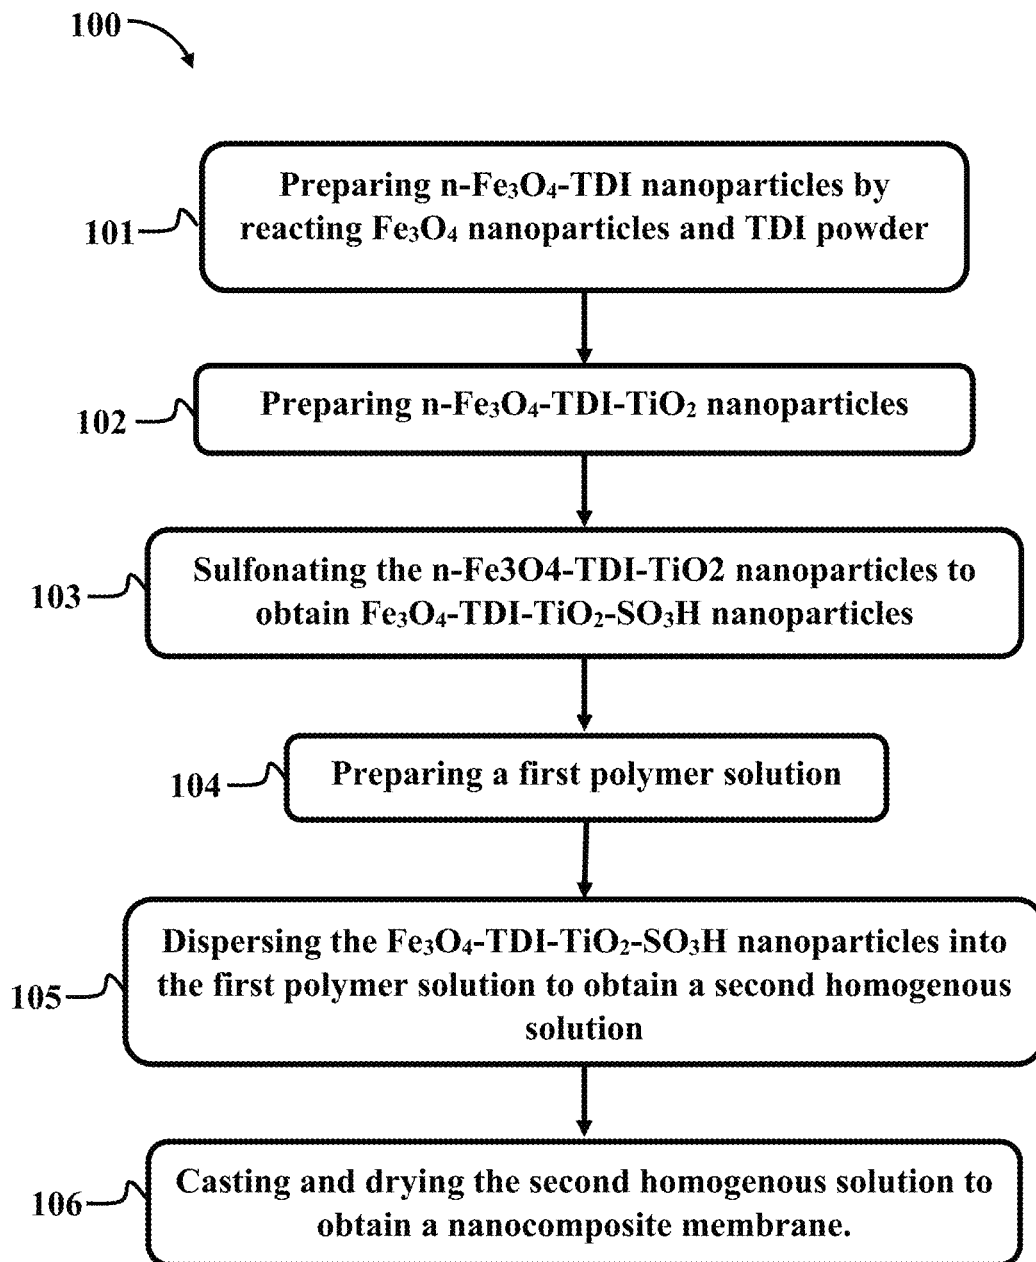 100
Preparing n-Fe₃O₄-TDI nanoparticles by
reacting Fe₃O₄ nanoparticles and TDI powder
101
Preparing n-Fe₃O₄-TDI-TiO₂ nanoparticles
102
Sulfonating the n-Fe3O4-TDI-TiO2 nanoparticles to
obtain Fe₃O₄-TDI-TiO₂-SO₃H nanoparticles
103
Preparing a first polymer solution
104
Dispersing the Fe₃O₄-TDI-TiO₂-SO₃H nanoparticles into
the first polymer solution to obtain a second homogenous
solution
105
Casting and drying the second homogenous solution to
obtain a nanocomposite membrane.
106